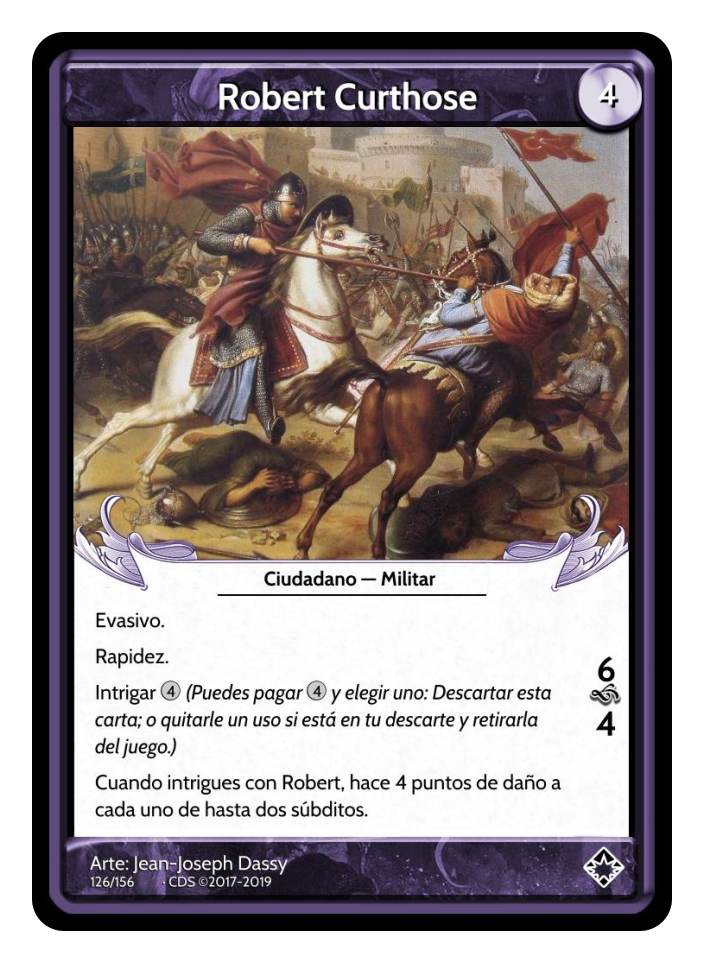 Robert Curthose
4
Ciudadano — Militar
Evasivo.
Rapidez.
Intrigar 4 (Puedes pagar 4 y elegir uno: Descartar esta
carta; o quitarle un uso si está en tu descarte y retirarla
del juego.)
Cuando intrigues con Robert, hace 4 puntos de daño a
cada uno de hasta dos súbditos.
6
4
Arte: Jean-Joseph Dassy
126/156 · CDS ©2017-2019